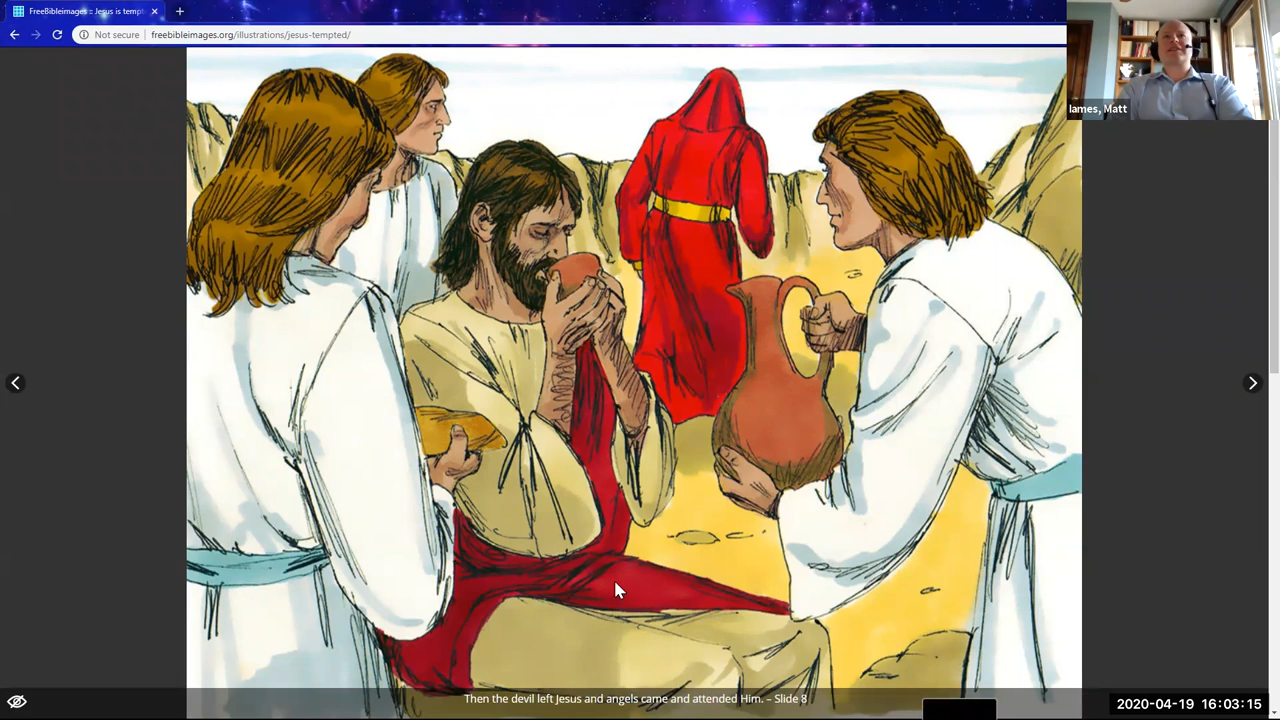 FreeBibleimages :: Jesus is tempt
Not secure | freebibleimages.org/illustrations/jesus-tempted/
James, Matt
Then the devil left Jesus and angels came and attended Him. – Slide 8
2020-04-19 16:03:15